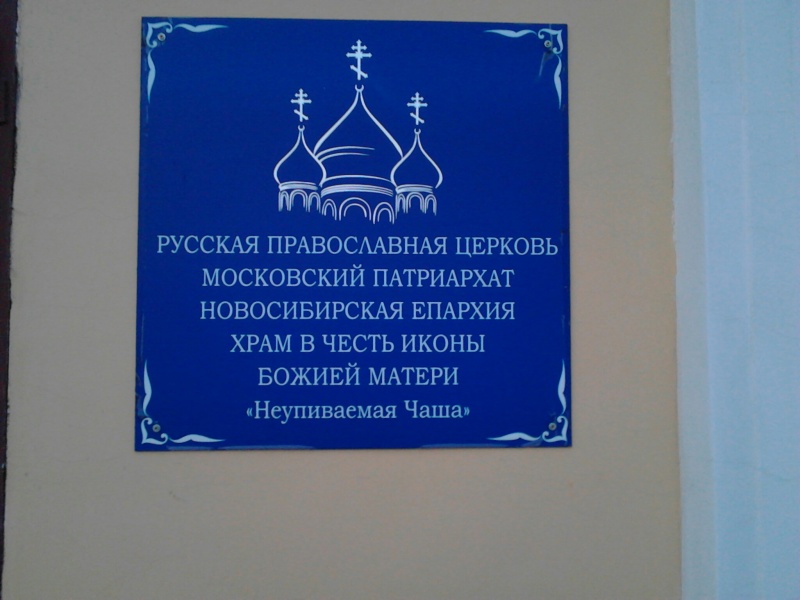 РУССКАЯ ПРАВОСЛАВНАЯ ЦЕРКОВЬ
МОСКОВСКИЙ ПАТРИАРХАТ
НОВОСИБИРСКАЯ ЕПАРХИЯ
ХРАМ В ЧЕСТЬ ИКОНЫ
БОЖИЕЙ МАТЕРИ
«Неупиваемая Чаша»